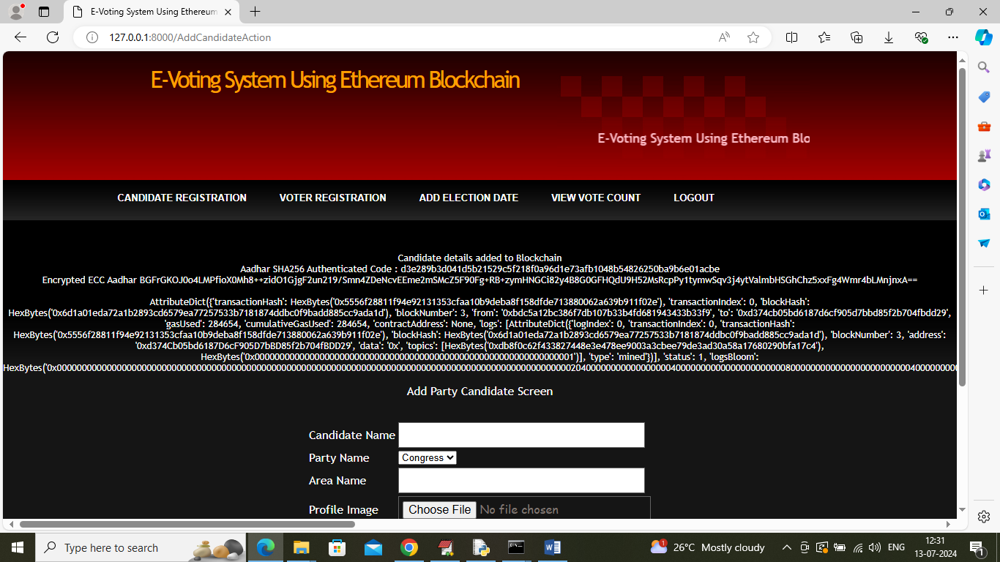 E-Voting System Using Ethereum
127.0.0.1:8000/AddCandidateAction
E-Voting System Using Ethereum Blockchain
E-Voting System Using Ethereum Blo
CANDIDATE REGISTRATION VOTER REGISTRATION ADD ELECTION DATE VIEW VOTE COUNT LOGOUT
Candidate details added to Blockchain
Aadhar SHA256 Authenticated Code : d3e289b3d041d5b21529c5f218f0a96d1e73afb1048b54826250ba9b6e01acbe
Encrypted ECC Aadhar BGFrGKOJ0o4LMPfioX0Mh8++zidO1GjgF2un219/Smn4ZDeNcvEEme2mSMcZ5F90Fg+RB+zymHNGCi82y4B8G0GFHQdU9H52MsRcpPy1tymwSqv3j4ytValmbHSGhChz5xxFg4Wmr4bLMnjnxA==
AttributeDict({'transactionHash': HexBytes('0x5556f28811f94e92131353cfaa10b9deba8f158dfde713880062a639b911f02e'), 'transactionIndex': 0, 'blockHash':
HexBytes('0x6d1a01eda72a1b2893cd6579ea77257533b7181874ddbc0f9badd885cc9ada1d'), 'blockNumber': 3, 'from': '0xbdc5a12bc386f7db107b33b4fd681943433b33f9', 'to': '0xd374cb05bd6187d6cf905d7bbd85f2b704fbdd29',
'gasUsed': 284654, 'cumulativeGasUsed': 284654, 'contractAddress': None, 'logs': [AttributeDict({'logIndex': 0, 'transactionIndex': 0, 'transactionHash':
HexBytes('0x5556f28811f94e92131353cfaa10b9deba8f158dfde713880062a639b911f02e'), 'blockHash': HexBytes('0x6d1a01eda72a1b2893cd6579ea77257533b7181874ddbc0f9badd885cc9ada1d'), 'blockNumber': 3, 'address':
'0xd374Cb05bd6187D6cF905D7bBD85f2b704fBDD29', 'data': '0x', 'topics': [HexBytes('0xdb8f0c62f433827448e3e478ee9003a3cbee79de3ad30a58a17680290bfa17c4'),
HexBytes('0x0000000000000000000000000000000000000000000000000000000000000001')], 'type': 'mined'})], 'status': 1, 'logsBloom':
Add Party Candidate Screen
Candidate Name
Party Name Congress
Area Name
Profile Image Choose File No file chosen
Type here to search
1
26°C Mostly cloudy
ENG
12:31
13-07-2024
1